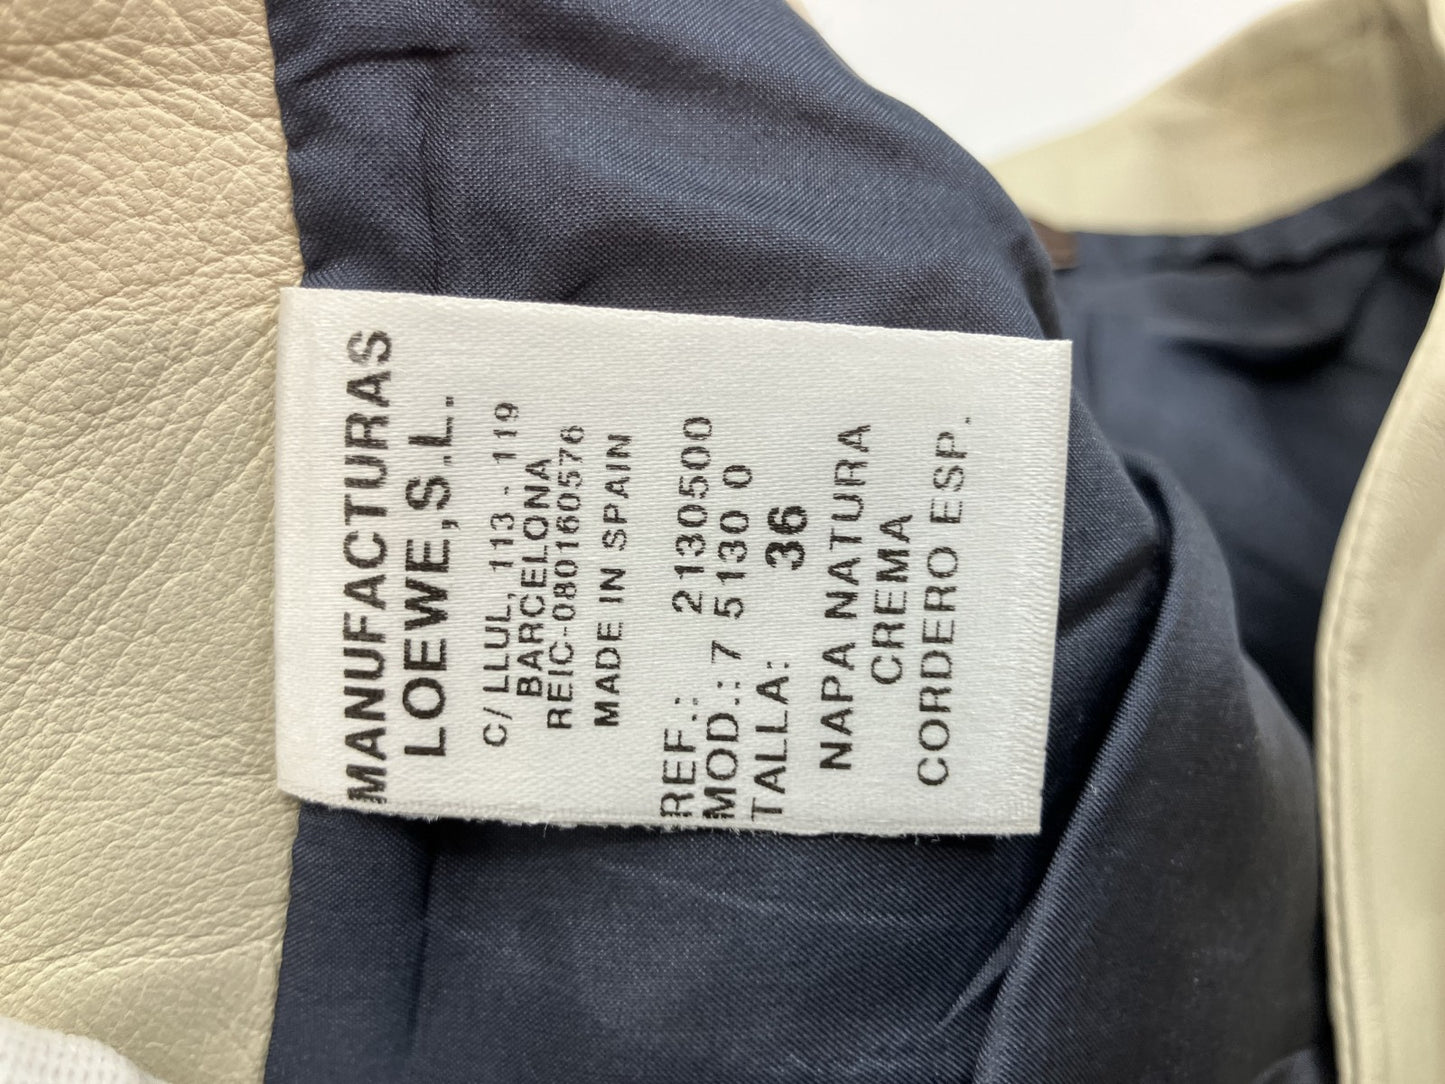 MANUFACTURAS
LOEWE,S.L.
C/ LLUL, 113 - 119
BARCELONA
REIC-080160576
MADE IN SPAIN
REF.: 2130500
MOD.: 7 5130 0
TALLA: 36
NAPA NATURA
CREMA
CORDERO ESP.